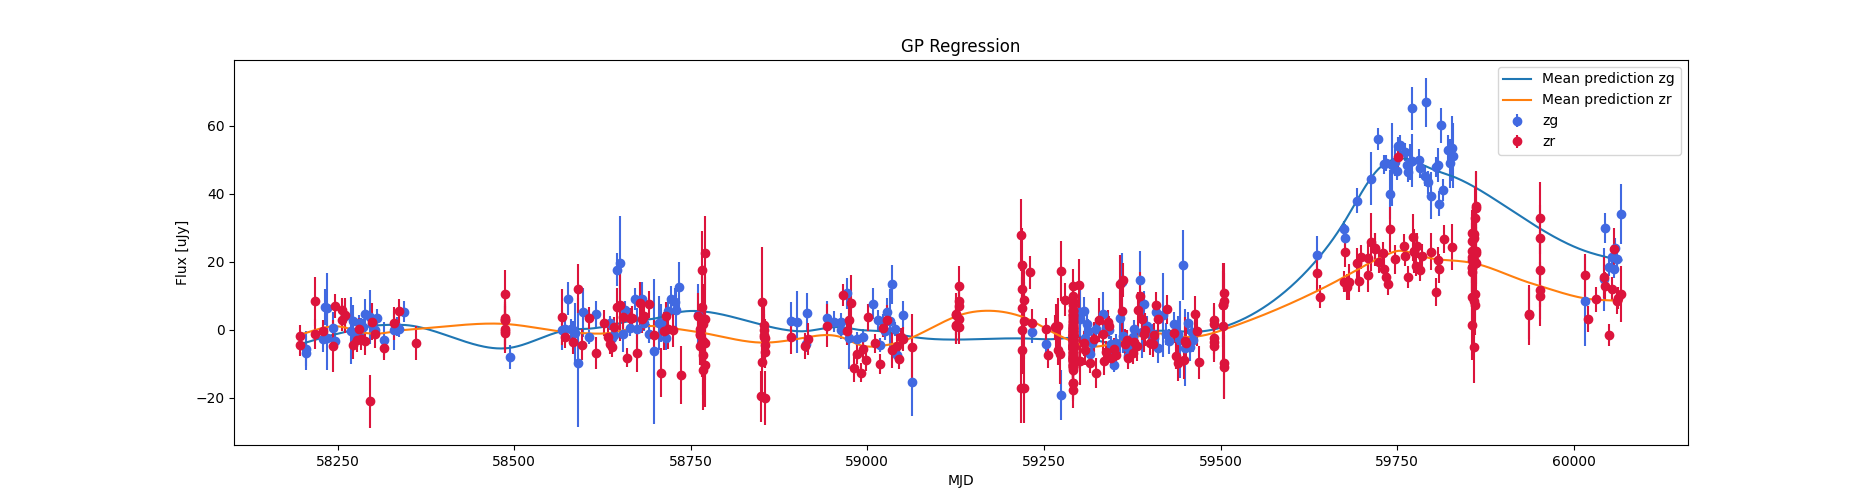 GP Regression
Flux [uJy]
60
40
20
0
−20
Mean prediction zg
Mean prediction zr
zg
zr
58250 58500 58750 59000 59250 59500 59750 60000
MJD